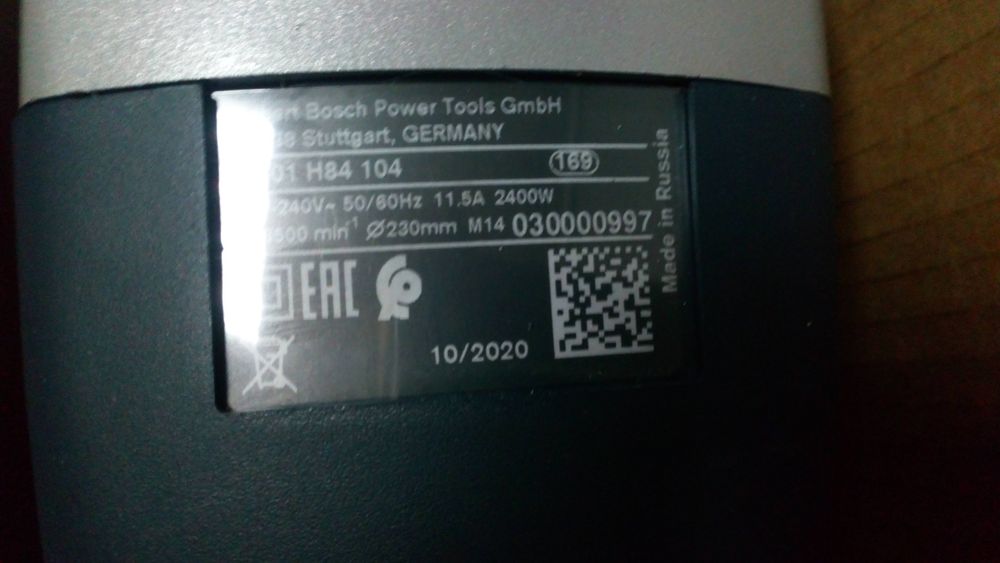 Bosch Power Tools GmbH
Stuttgart, GERMANY
H84 104 169
240V~ 50/60Hz 11.5A 2400W
min⁻¹ Ø230mm M14 030000997
EAC
10/2020
Made in Russia